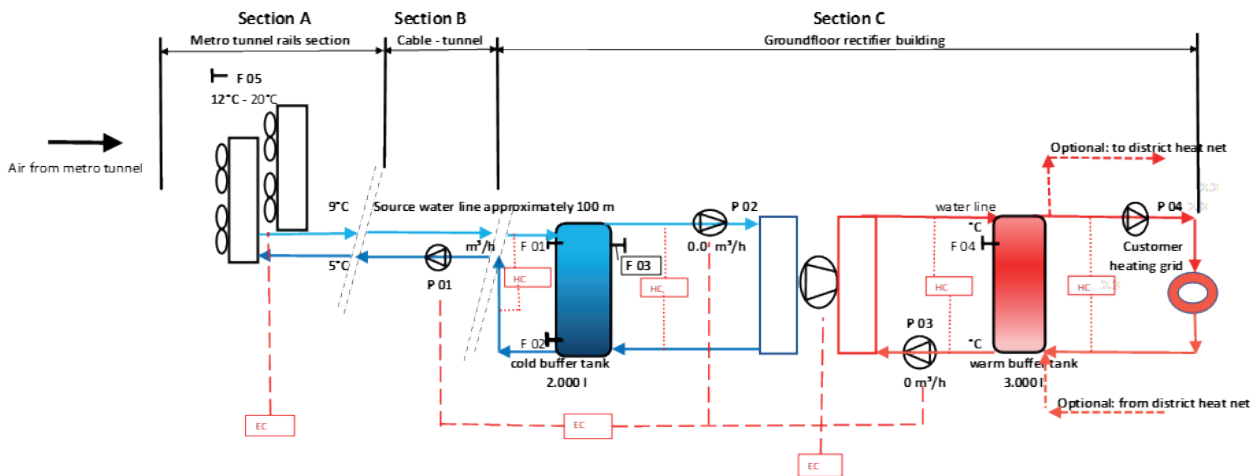 Section A
Section B
Section C
Metro tunnel rails section
Cable - tunnel
Groundfloor rectifier building
F 05
12°C - 20°C
Air from metro tunnel
Optional: to district heat net
9°C
Source water line approximately 100 m
P 02
water line
P 04
m³/h
F 01
0.0 m³/h
°C
F 04
Customer
heating grid
5°C
F 03
P 01
HC
HC
HC
HC
P 03
F 02
°C
cold buffer tank
2.000 l
0 m³/h
warm buffer tank
3.000 l
Optional: from district heat net
EC
EC
EC